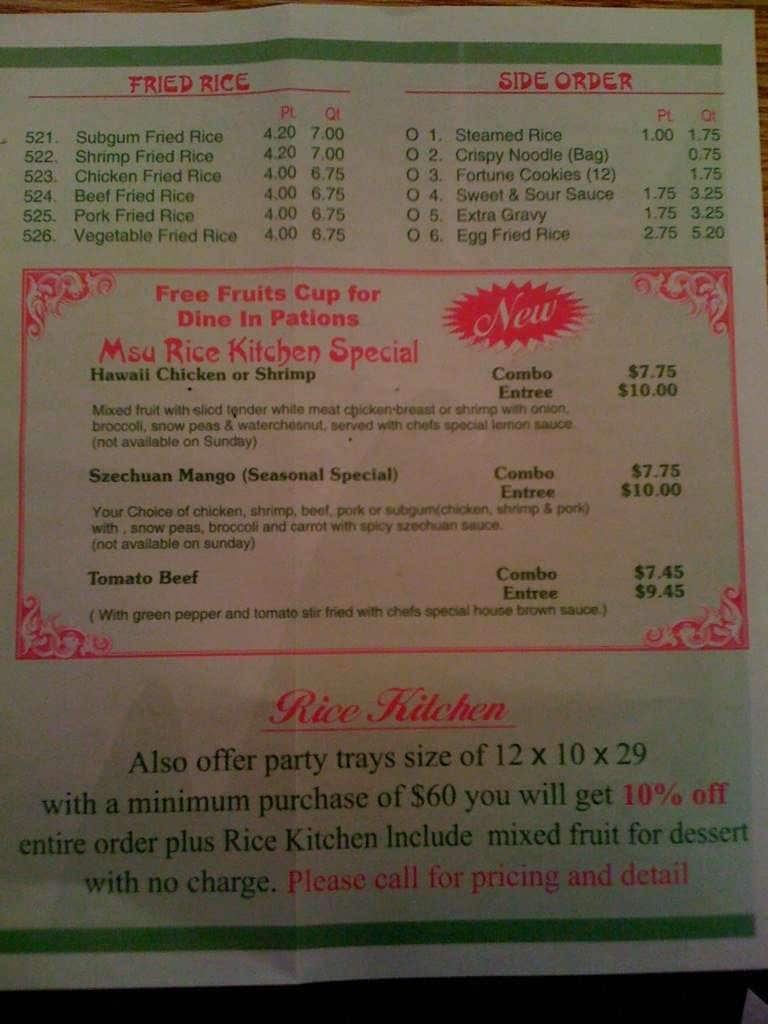 FRIED RICE
Pt. Qt
521. Subgum Fried Rice 4.20 7.00
522. Shrimp Fried Rice 4.20 7.00
523. Chicken Fried Rice 4.00 6.75
524. Beef Fried Rice 4.00 6.75
525. Pork Fried Rice 4.00 6.75
526. Vegetable Fried Rice 4.00 6.75
SIDE ORDER
Pt. Qt
O 1. Steamed Rice 1.00 1.75
O 2. Crispy Noodle (Bag) 0.75
O 3. Fortune Cookies (12) 1.75
O 4. Sweet & Sour Sauce 1.75 3.25
O 5. Extra Gravy 1.75 3.25
O 6. Egg Fried Rice 2.75 5.20
Free Fruits Cup for
Dine In Pations
New
Msu Rice Kitchen Special
Hawaii Chicken or Shrimp Combo $7.75
Entree $10.00
Mixed fruit with slicd tender white meat chicken breast or shrimp with onion,
broccoli, snow peas & waterchesnut, served with chefs special lemon sauce.
(not available on Sunday)
Szechuan Mango (Seasonal Special) Combo $7.75
Entree $10.00
Your Choice of chicken, shrimp, beef, pork or subgum(chicken, shrimp & pork)
with , snow peas, broccoli and carrot with spicy szechuan sauce.
(not available on sunday)
Tomato Beef Combo $7.45
Entree $9.45
( With green pepper and tomato stir fried with chefs special house brown sauce.)
Rice Kitchen
Also offer party trays size of 12 x 10 x 29
with a minimum purchase of $60 you will get 10% off
entire order plus Rice Kitchen Include mixed fruit for dessert
with no charge. Please call for pricing and detail